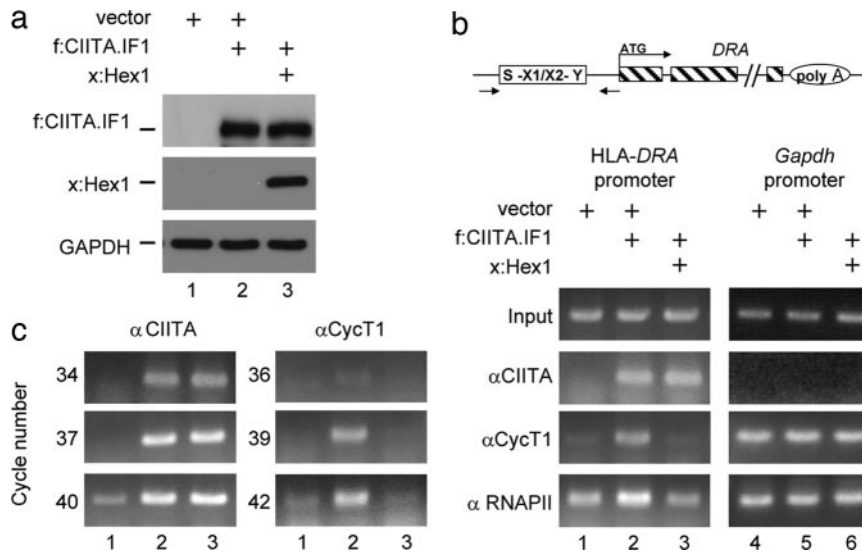 a
vector + +
f:CIITA.IF1 + +
x:Hex1 +
f:CIITA.IF1
x:Hex1
GAPDH
1 2 3
b
ATG DRA
S -X1/X2- Y
poly A
HLA-DRA promoter
Gapdh promoter
vector + + + +
f:CIITA.IF1 + + + +
x:Hex1 + +
Input
αCIITA
αCycT1
α RNAPII
1 2 3 4 5 6
c
α CIITA αCycT1
Cycle number
34 36
37 39
40 42
1 2 3 1 2 3